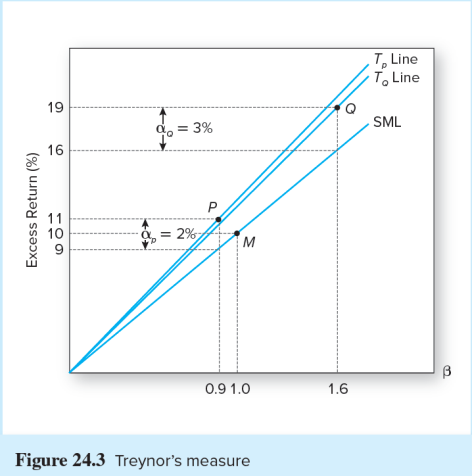 T_P Line
T_Q Line
19
Q
α_Q = 3%
SML
16
Excess Return (%)
P
11
α_P = 2%
10
M
9
β
0.9 1.0
1.6
Figure 24.3 Treynor's measure